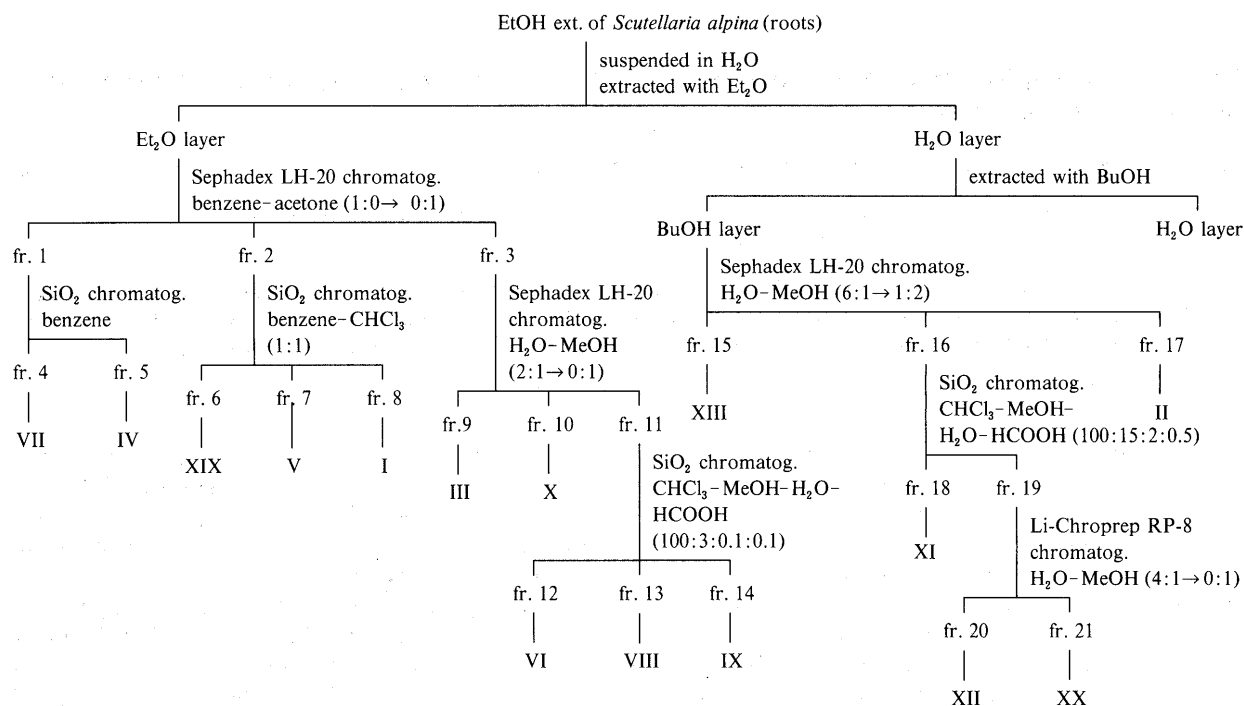 EtOH ext. of Scutellaria alpina (roots)
suspended in H₂O
extracted with Et₂O
Et₂O layer
H₂O layer
Sephadex LH-20 chromatog.
benzene–acetone (1:0→ 0:1)
extracted with BuOH
BuOH layer
H₂O layer
fr. 1
fr. 2
fr. 3
SiO₂ chromatog.
benzene
SiO₂ chromatog.
benzene–CHCl₃
(1:1)
Sephadex LH-20
chromatog.
H₂O–MeOH
(2:1→0:1)
Sephadex LH-20 chromatog.
H₂O–MeOH (6:1→1:2)
fr. 4
fr. 5
VII
IV
fr. 6
fr. 7
fr. 8
XIX
V
I
fr.9
fr. 10
fr. 11
III
X
SiO₂ chromatog.
CHCl₃–MeOH–H₂O–
HCOOH
(100:3:0.1:0.1)
fr. 12
fr. 13
fr. 14
VI
VIII
IX
fr. 15
fr. 16
fr. 17
XIII
II
SiO₂ chromatog.
CHCl₃–MeOH–
H₂O–HCOOH (100:15:2:0.5)
fr. 18
fr. 19
XI
Li-Chroprep RP-8
chromatog.
H₂O–MeOH (4:1→0:1)
fr. 20
fr. 21
XII
XX